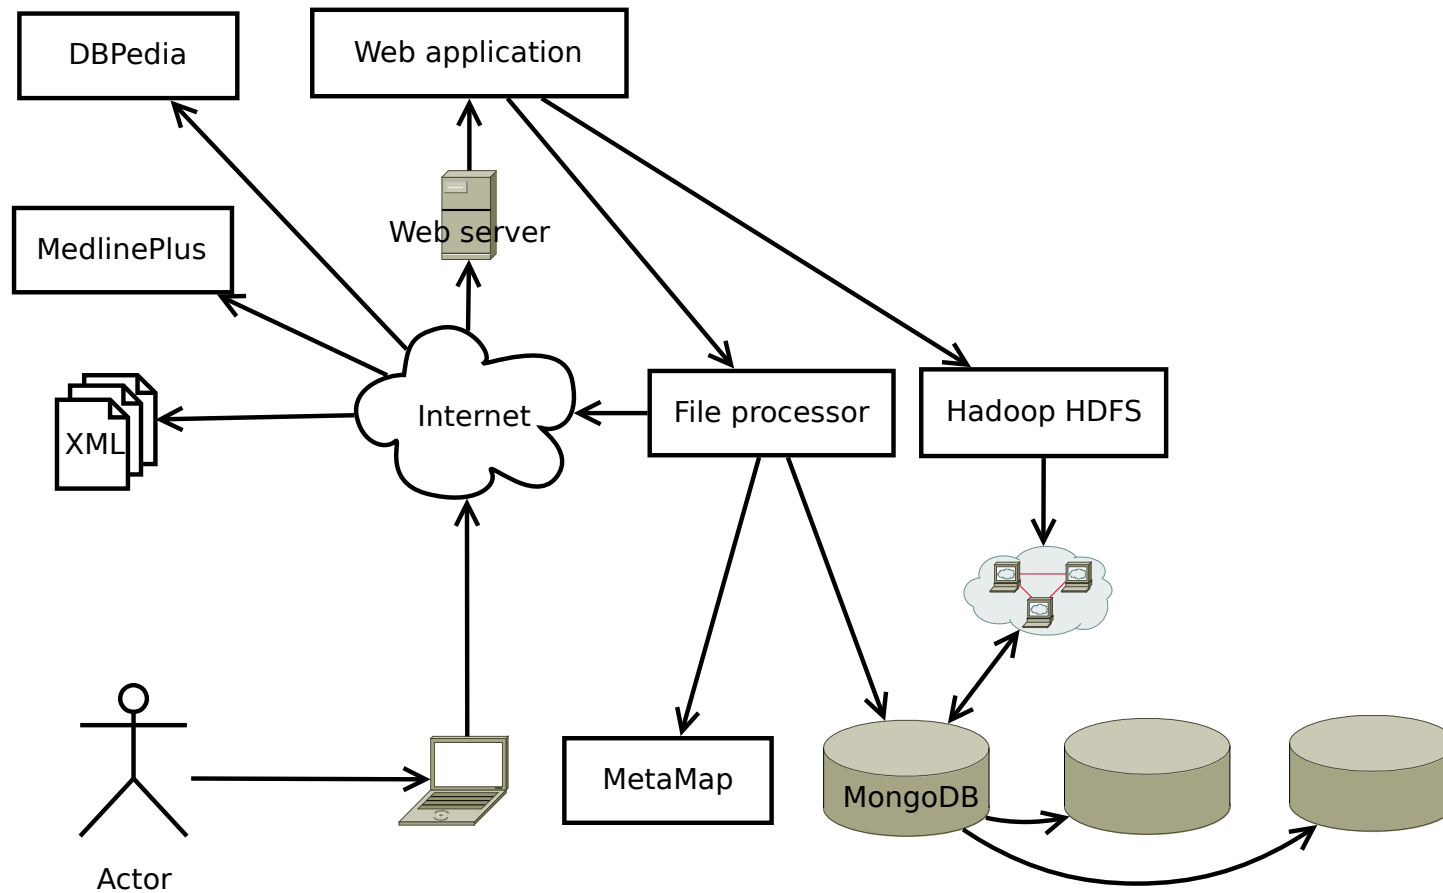 DBPedia
Web application
Web server
MedlinePlus
Internet
File processor
Hadoop HDFS
XML
MetaMap
MongoDB
Actor